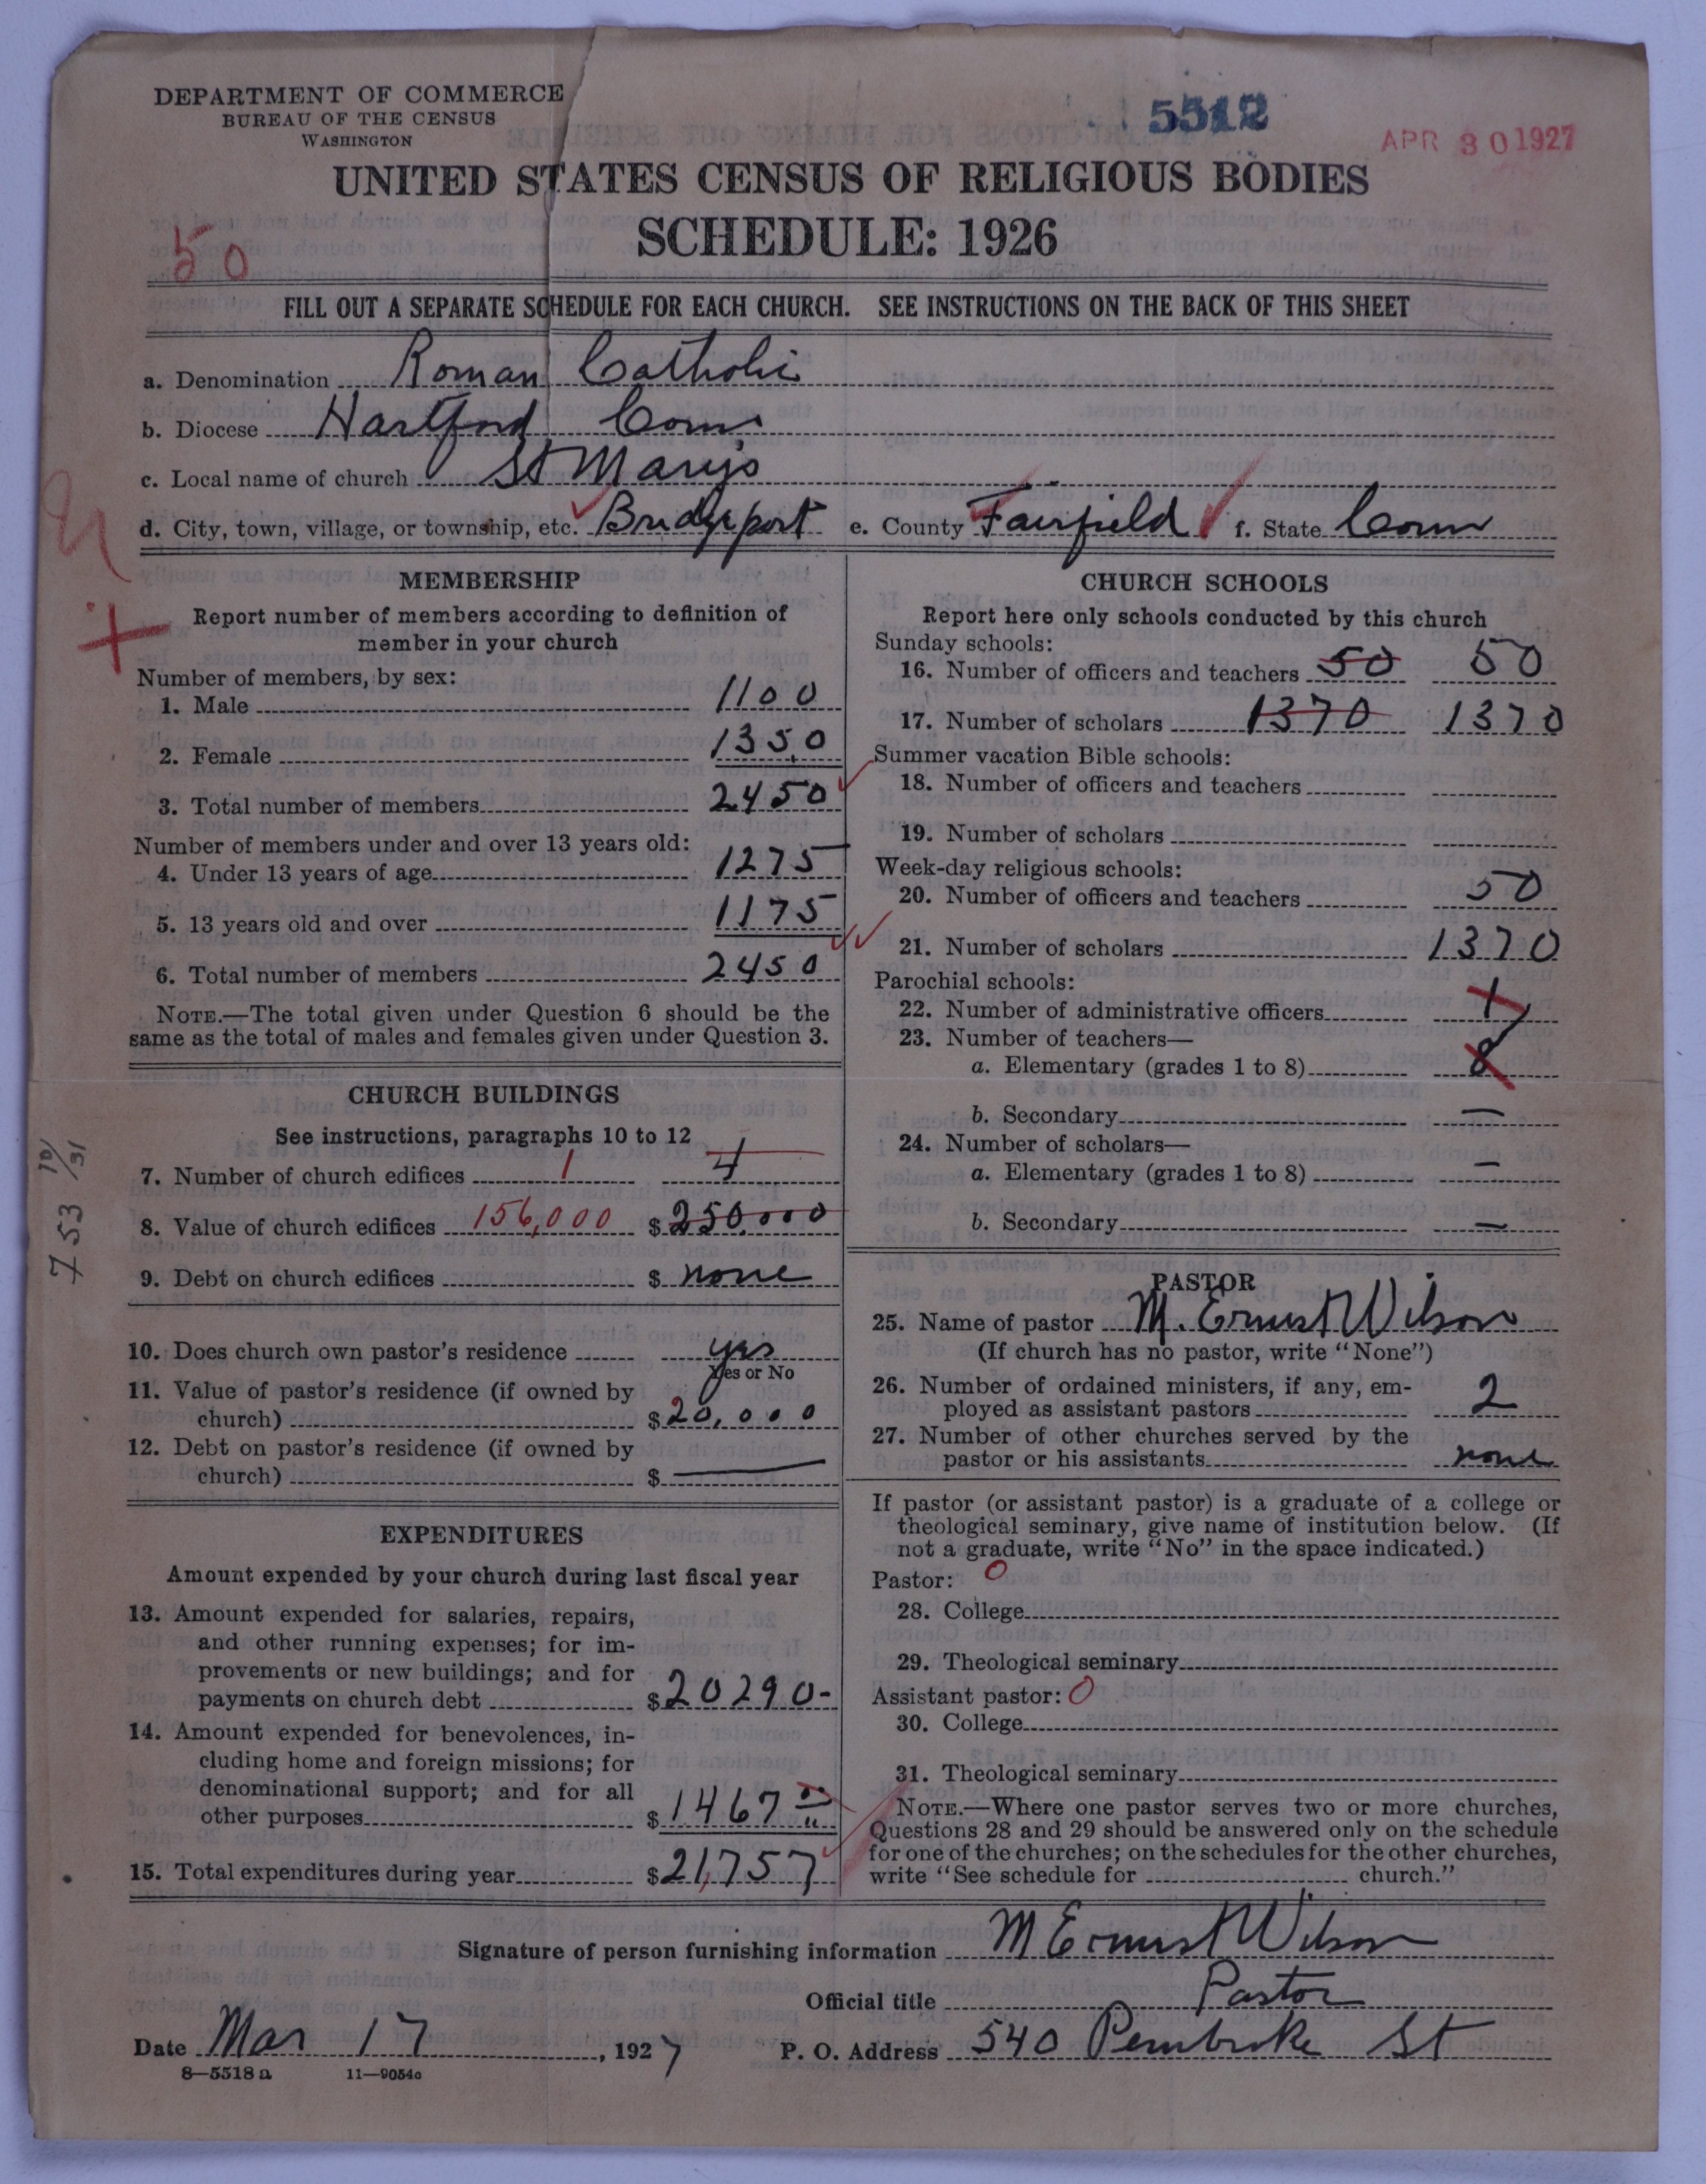 DEPARTMENT OF COMMERCE
BUREAU OF THE CENSUS
WASHINGTON
5512
APR 30 1927
UNITED STATES CENSUS OF RELIGIOUS BODIES
SCHEDULE: 1926
50
FILL OUT A SEPARATE SCHEDULE FOR EACH CHURCH. SEE INSTRUCTIONS ON THE BACK OF THIS SHEET
a. Denomination Roman Catholic
b. Diocese Hartford Conn
c. Local name of church St Mary's
d. City, town, village, or township, etc. Bridgeport e. County Fairfield f. State Conn
MEMBERSHIP
Report number of members according to definition of
member in your church
Number of members, by sex:
1. Male 1100
2. Female 1350
3. Total number of members 2450
Number of members under and over 13 years old:
4. Under 13 years of age 1275
5. 13 years old and over 1175
6. Total number of members 2450
NOTE.—The total given under Question 6 should be the
same as the total of males and females given under Question 3.
CHURCH BUILDINGS
See instructions, paragraphs 10 to 12
7. Number of church edifices 1 4
8. Value of church edifices 156,000 $250,000
9. Debt on church edifices $ none
10. Does church own pastor's residence yes
Yes or No
11. Value of pastor's residence (if owned by
church) $20,000
12. Debt on pastor's residence (if owned by
church) $ —
753 10/31
EXPENDITURES
Amount expended by your church during last fiscal year
13. Amount expended for salaries, repairs,
and other running expenses; for im-
provements or new buildings; and for
payments on church debt $20290-
14. Amount expended for benevolences, in-
cluding home and foreign missions; for
denominational support; and for all
other purposes $1467 00
15. Total expenditures during year $21,757
CHURCH SCHOOLS
Report here only schools conducted by this church
Sunday schools:
16. Number of officers and teachers 50 50
17. Number of scholars 1370 1370
Summer vacation Bible schools:
18. Number of officers and teachers
19. Number of scholars
Week-day religious schools:
20. Number of officers and teachers 50
21. Number of scholars 1370
Parochial schools:
22. Number of administrative officers 1
23. Number of teachers—
a. Elementary (grades 1 to 8) 8
b. Secondary —
24. Number of scholars—
a. Elementary (grades 1 to 8) —
b. Secondary —
PASTOR
25. Name of pastor M. Ernest Wilson
(If church has no pastor, write "None")
26. Number of ordained ministers, if any, em-
ployed as assistant pastors 2
27. Number of other churches served by the
pastor or his assistants none
If pastor (or assistant pastor) is a graduate of a college or
theological seminary, give name of institution below. (If
not a graduate, write "No" in the space indicated.)
Pastor: 0
28. College
29. Theological seminary
Assistant pastor: 0
30. College
31. Theological seminary
NOTE.—Where one pastor serves two or more churches,
Questions 28 and 29 should be answered only on the schedule
for one of the churches; on the schedules for the other churches,
write "See schedule for church."
Signature of person furnishing information M Ernest Wilson
Official title Pastor
Date Mar 17, 1927 P. O. Address 540 Pembroke St
8—5518 a 11—9054c